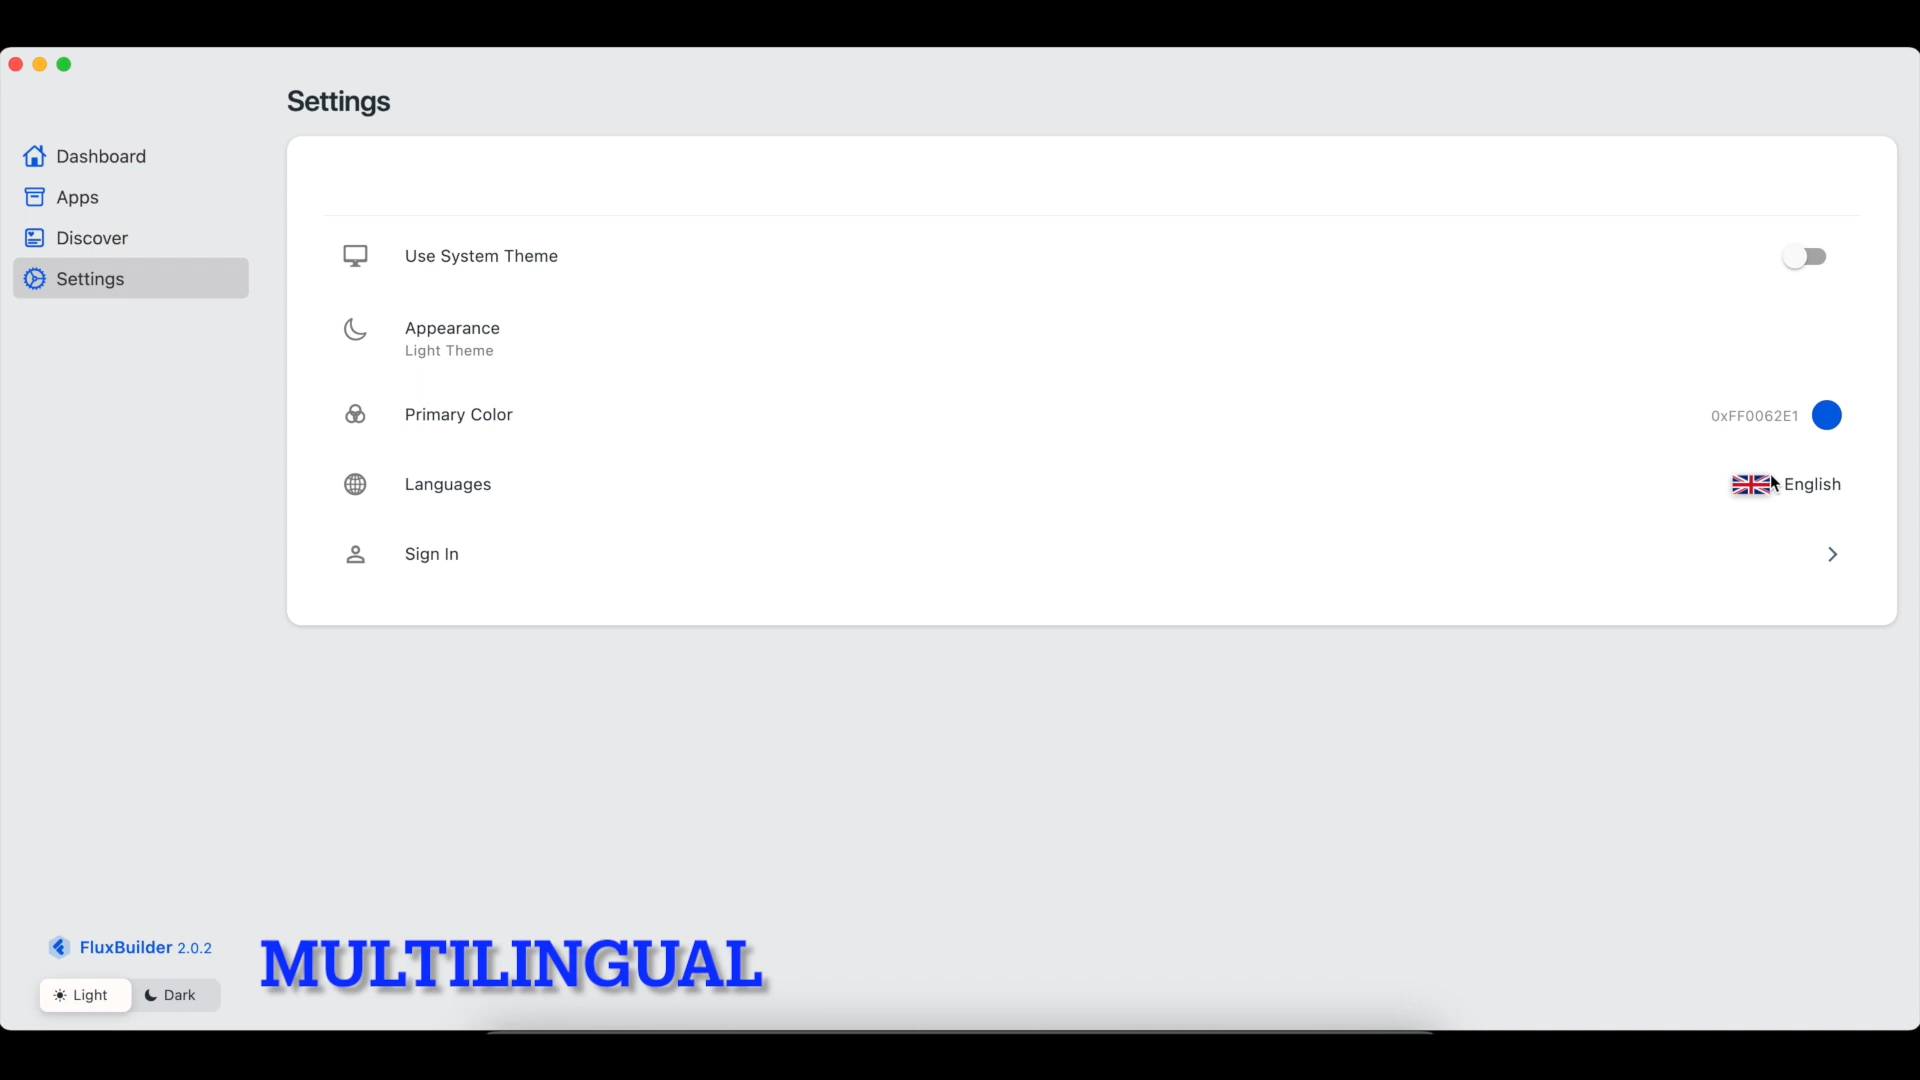 Settings
Dashboard
Apps
Discover
Settings
Use System Theme
Appearance
Light Theme
Primary Color
0xFF0062E1
Languages
English
Sign In
FluxBuilder 2.0.2
Light
Dark
MULTILINGUAL